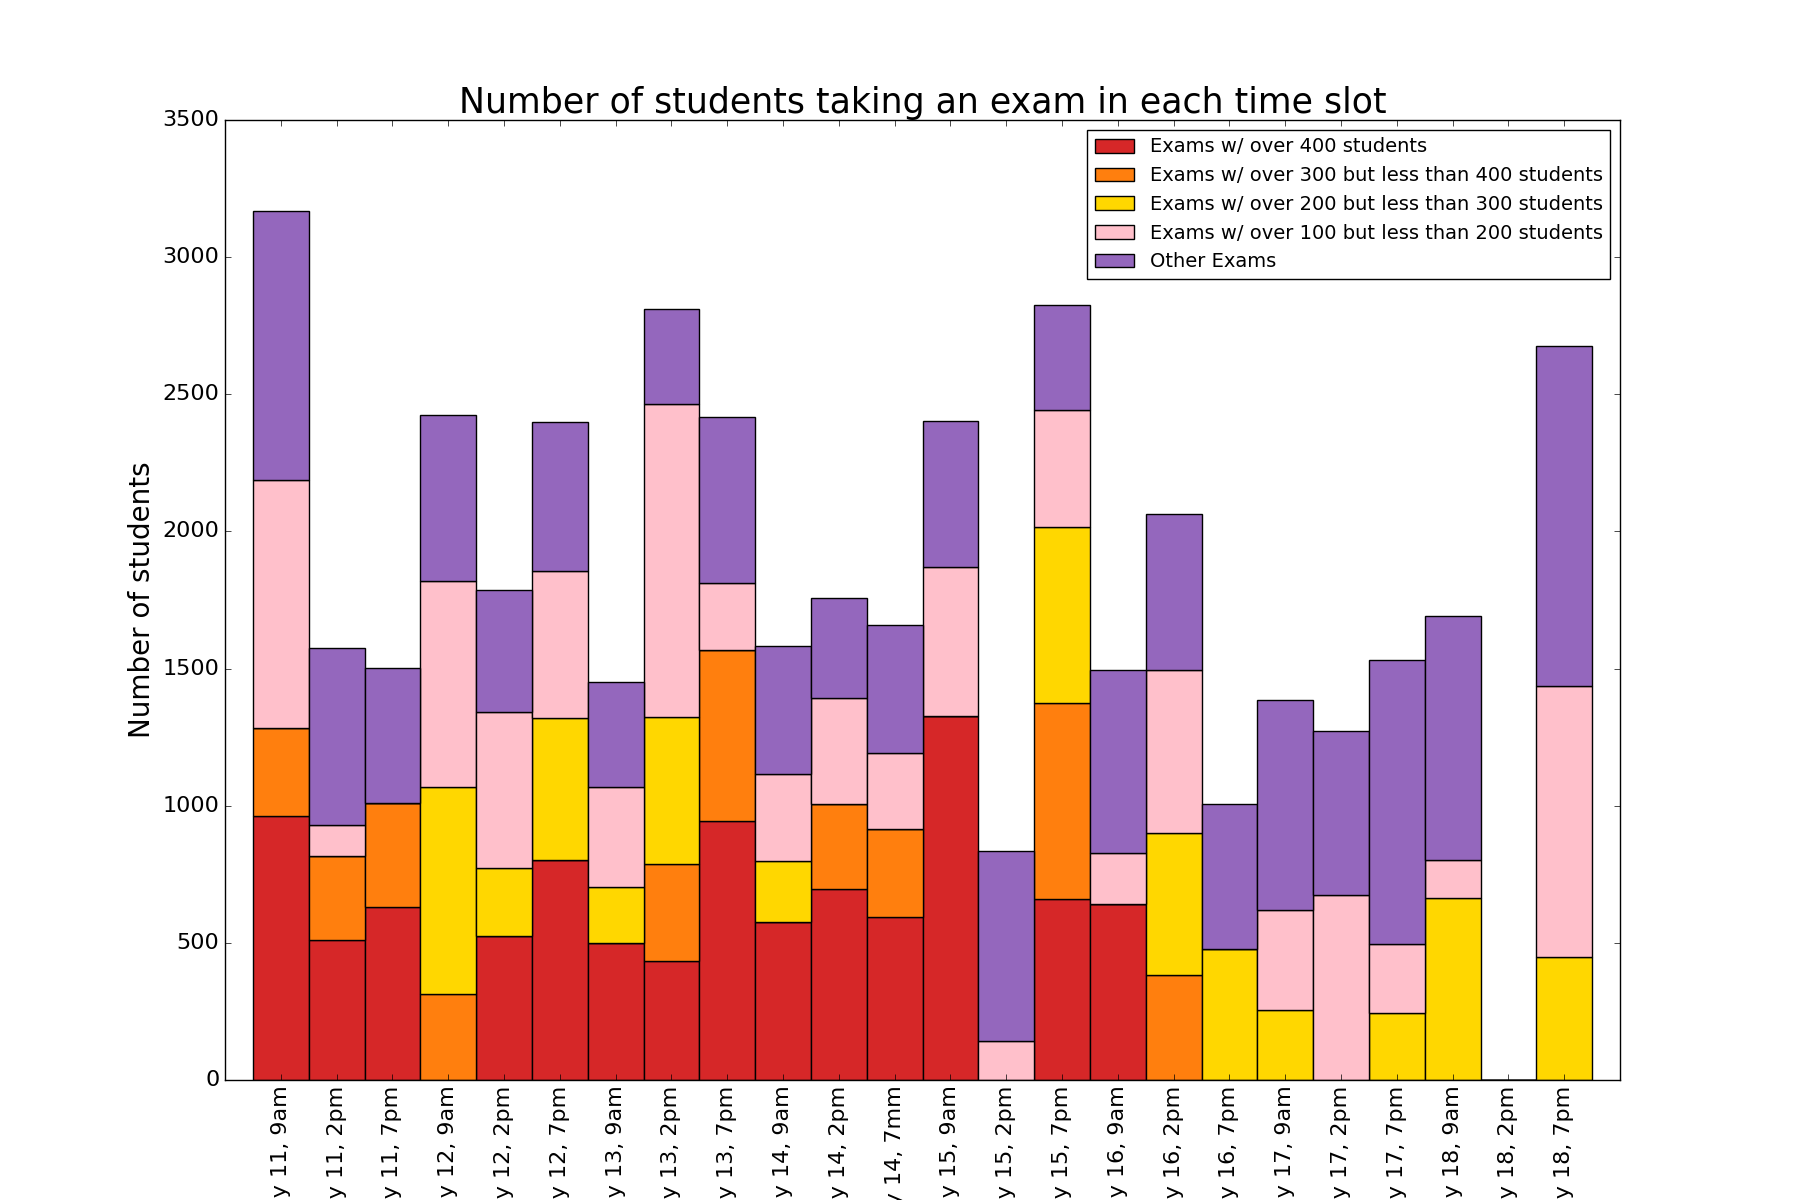 Number of students taking an exam in each time slot
3500
3000
2500
2000
1500
1000
500
0
Number of students
Exams w/ over 400 students
Exams w/ over 300 but less than 400 students
Exams w/ over 200 but less than 300 students
Exams w/ over 100 but less than 200 students
Other Exams
y 11, 9am
y 11, 2pm
y 11, 7pm
y 12, 9am
y 12, 2pm
y 12, 7pm
y 13, 9am
y 13, 2pm
y 13, 7pm
y 14, 9am
y 14, 2pm
y 14, 7mm
y 15, 9am
y 15, 2pm
y 15, 7pm
y 16, 9am
y 16, 2pm
y 16, 7pm
y 17, 9am
y 17, 2pm
y 17, 7pm
y 18, 9am
y 18, 2pm
y 18, 7pm